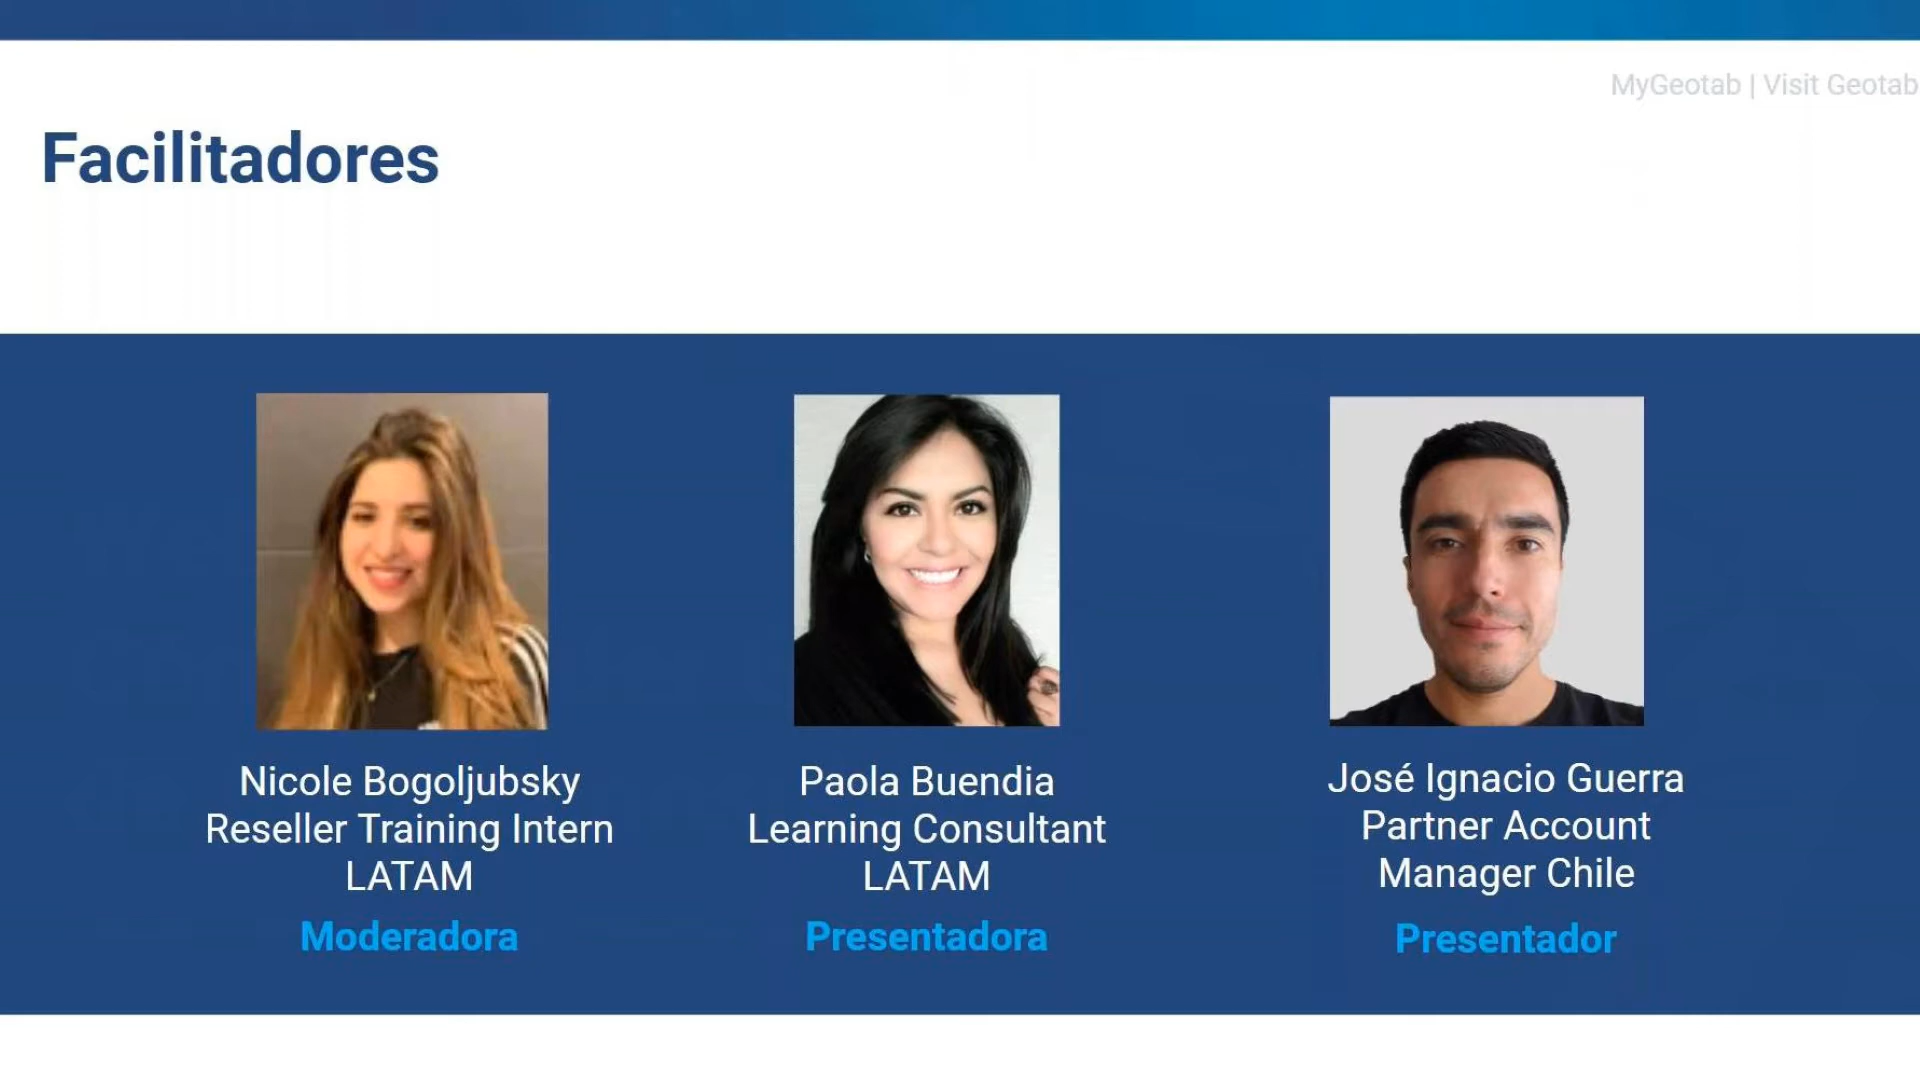 MyGeotab | Visit Geotab
Facilitadores
Nicole Bogoljubsky
Reseller Training Intern
LATAM
Moderadora
Paola Buendia
Learning Consultant
LATAM
Presentadora
José Ignacio Guerra
Partner Account
Manager Chile
Presentador